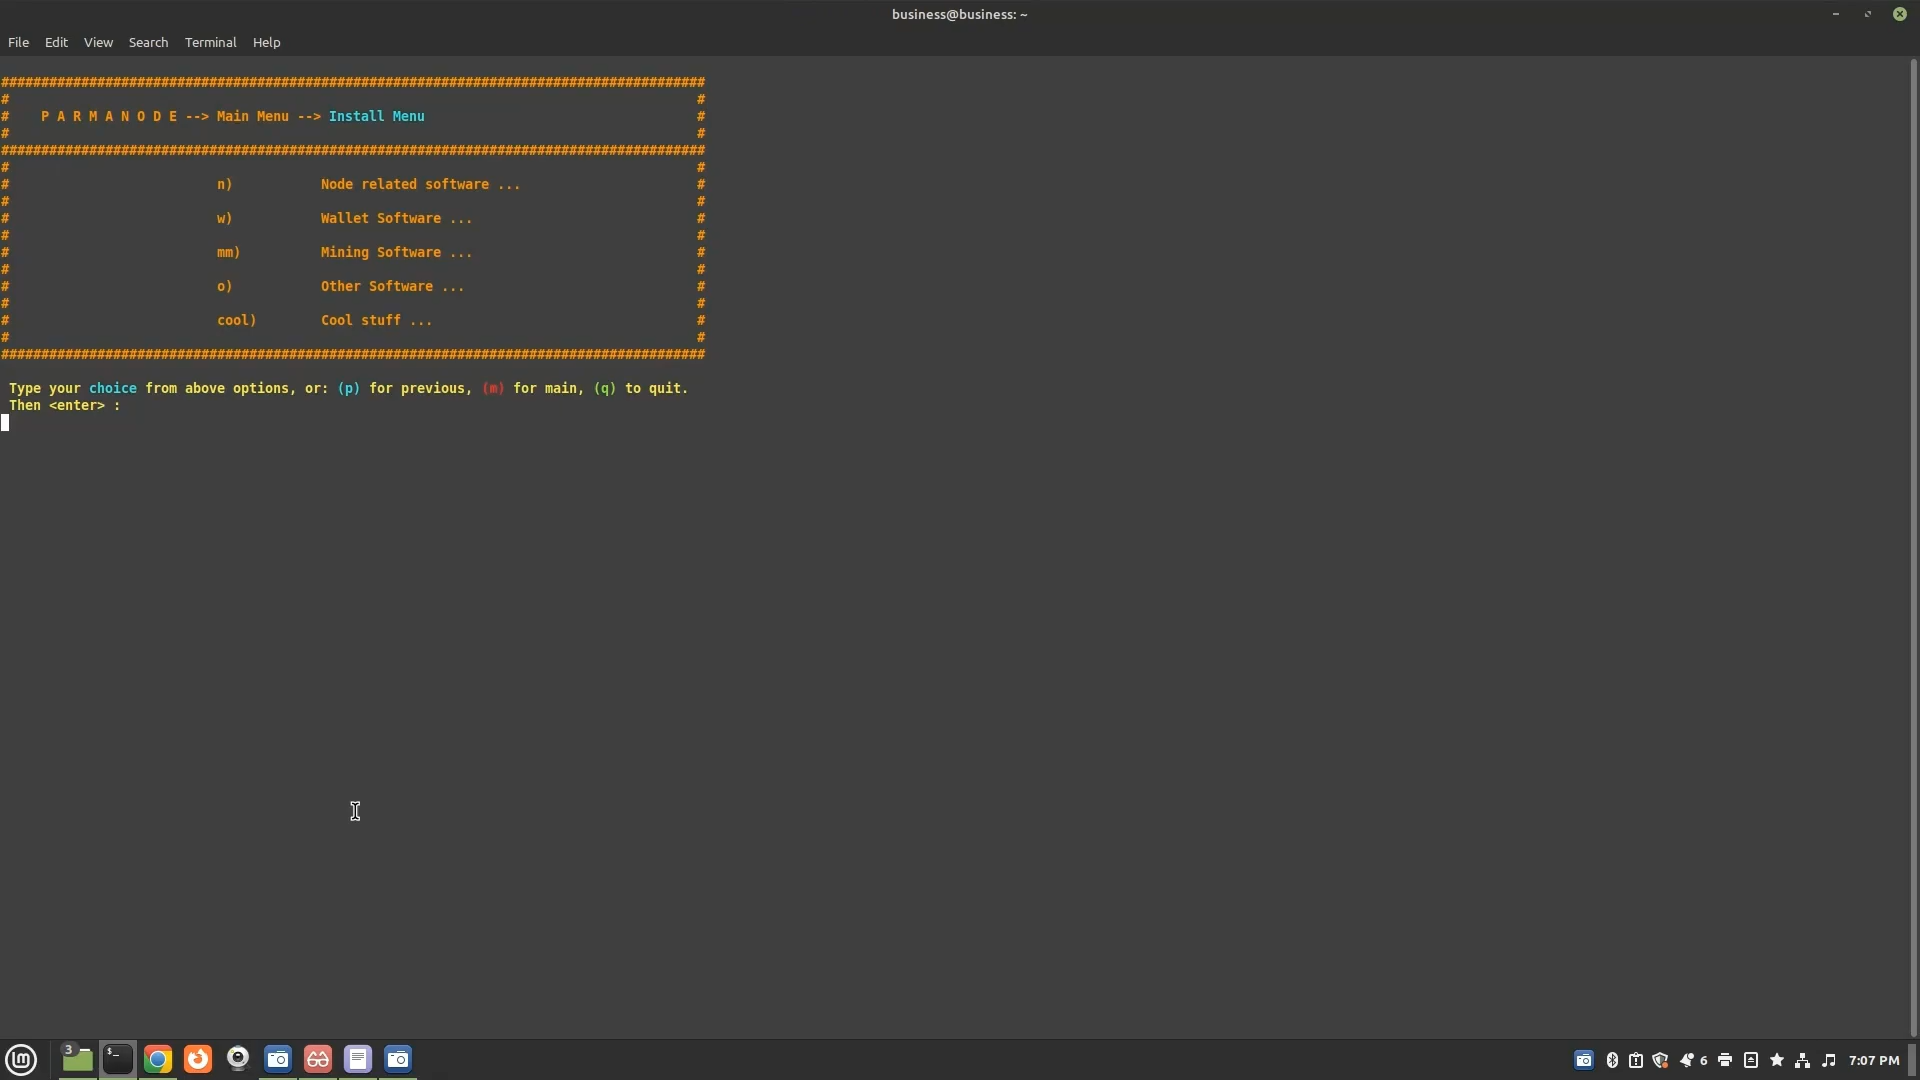 business@business: ~
File Edit View Search Terminal Help
########################################################################################
# #
# P A R M A N O D E --> Main Menu --> Install Menu #
# #
########################################################################################
# #
# n) Node related software ... #
# #
# w) Wallet Software ... #
# #
# mm) Mining Software ... #
# #
# o) Other Software ... #
# #
# cool) Cool stuff ... #
# #
########################################################################################
Type your choice from above options, or: (p) for previous, (m) for main, (q) to quit.
Then <enter> :
3
$_
6
7:07 PM